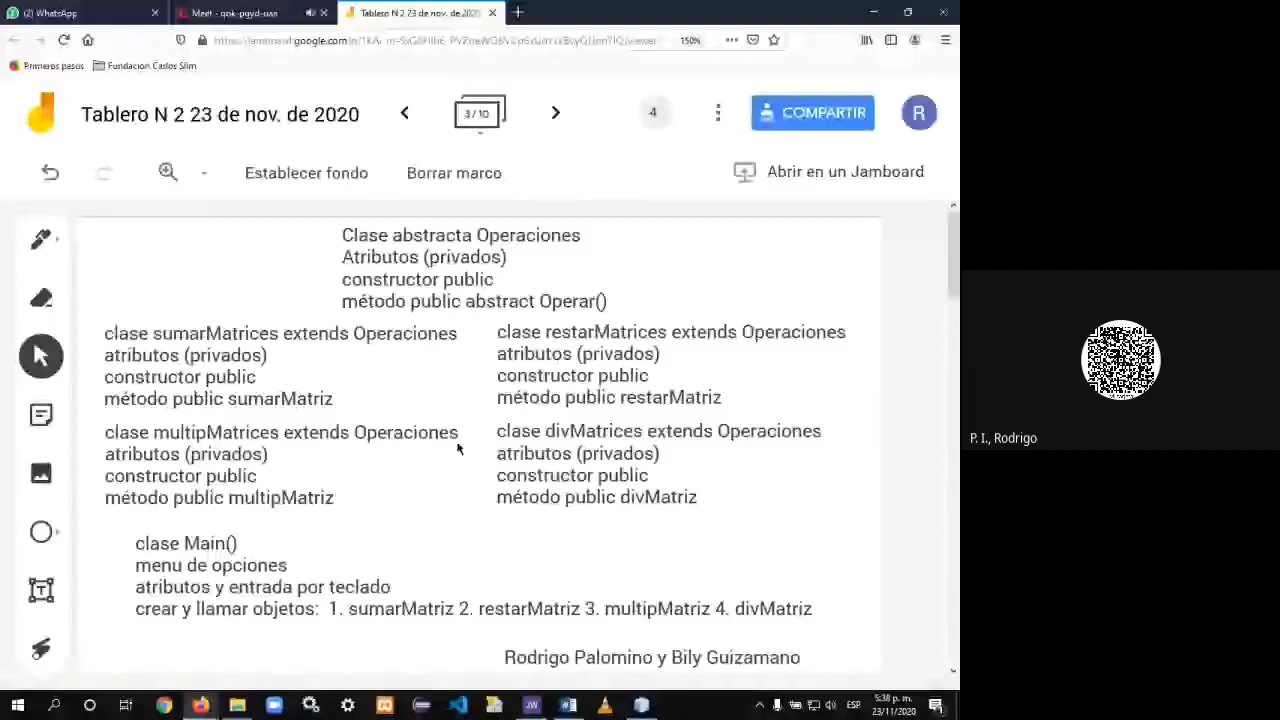 (2) WhatsApp
Meet - qnk-pgyd-uax
Tablero N 2 23 de nov. de 2020
150%
Primeros pasos
Fundacion Carlos Slim
Tablero N 2 23 de nov. de 2020
3 / 10
4
COMPARTIR
R
Establecer fondo
Borrar marco
Abrir en un Jamboard
Clase abstracta Operaciones
Atributos (privados)
constructor public
método public abstract Operar()
clase sumarMatrices extends Operaciones
atributos (privados)
constructor public
método public sumarMatriz
clase restarMatrices extends Operaciones
atributos (privados)
constructor public
método public restarMatriz
clase multipMatrices extends Operaciones
atributos (privados)
constructor public
método public multipMatriz
clase divMatrices extends Operaciones
atributos (privados)
constructor public
método public divMatriz
clase Main()
menu de opciones
atributos y entrada por teclado
crear y llamar objetos: 1. sumarMatriz 2. restarMatriz 3. multipMatriz 4. divMatriz
Rodrigo Palomino y Bily Guizamano
P. I., Rodrigo
ESP
5:38 p. m.
23/11/2020